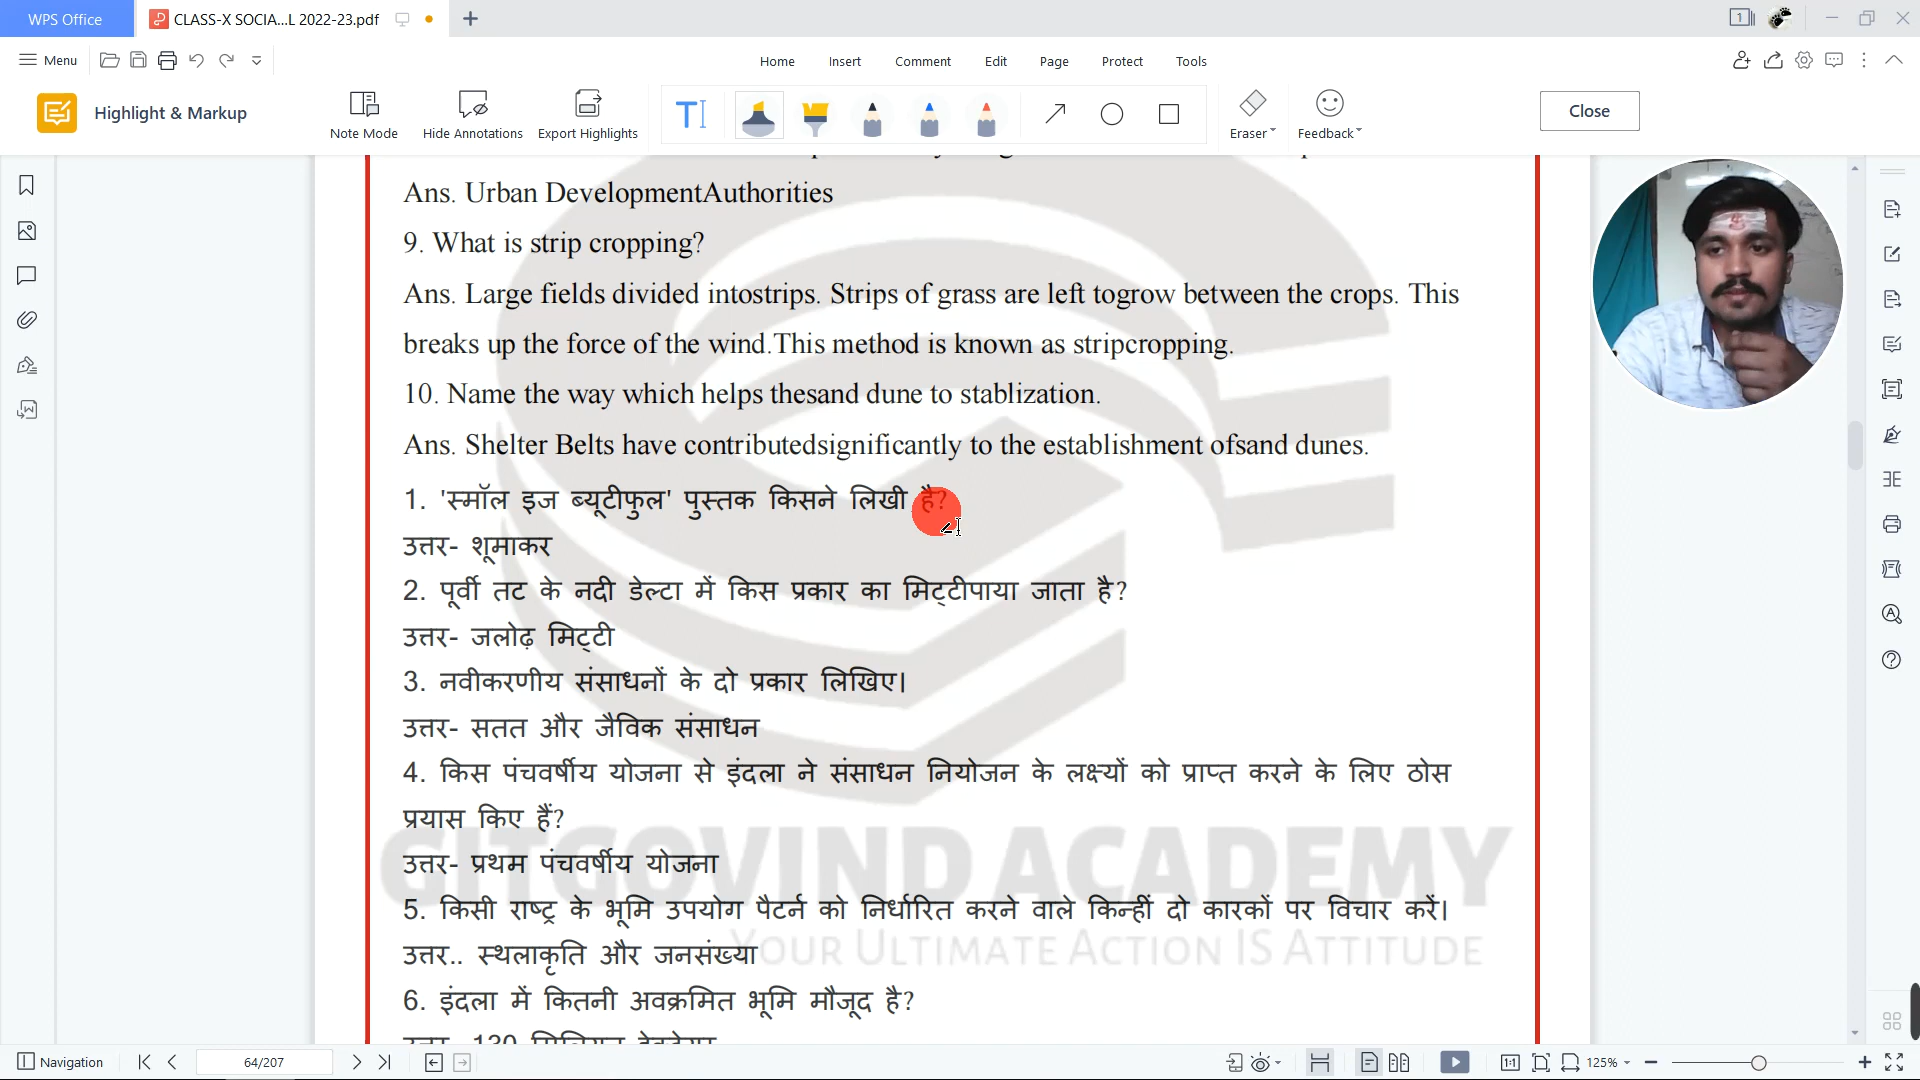 WPS Office
CLASS-X SOCIA...L 2022-23.pdf
1
Menu
Home Insert Comment Edit Page Protect Tools
Highlight & Markup
Note Mode Hide Annotations Export Highlights
Eraser Feedback
Close
Ans. Urban DevelopmentAuthorities
9. What is strip cropping?
Ans. Large fields divided intostrips. Strips of grass are left togrow between the crops. This
breaks up the force of the wind.This method is known as stripcropping.
10. Name the way which helps thesand dune to stablization.
Ans. Shelter Belts have contributedsignificantly to the establishment ofsand dunes.
1. 'स्मॉल इज ब्यूटीफुल' पुस्तक किसने लिखी है?
उत्तर- शूमाकर
2. पूर्वी तट के नदी डेल्टा में किस प्रकार का मिट्टीपाया जाता है?
उत्तर- जलोढ़ मिट्टी
3. नवीकरणीय संसाधनों के दो प्रकार लिखिए।
उत्तर- सतत और जैविक संसाधन
4. किस पंचवर्षीय योजना से इंदला ने संसाधन नियोजन के लक्ष्यों को प्राप्त करने के लिए ठोस
प्रयास किए हैं?
उत्तर- प्रथम पंचवर्षीय योजना
GITGOVIND ACADEMY
5. किसी राष्ट्र के भूमि उपयोग पैटर्न को निर्धारित करने वाले किन्हीं दो कारकों पर विचार करें।
YOUR ULTIMATE ACTION IS ATTITUDE
उत्तर.. स्थलाकृति और जनसंख्या
6. इंदला में कितनी अवक्रमित भूमि मौजूद है?
Navigation
64/207
125%